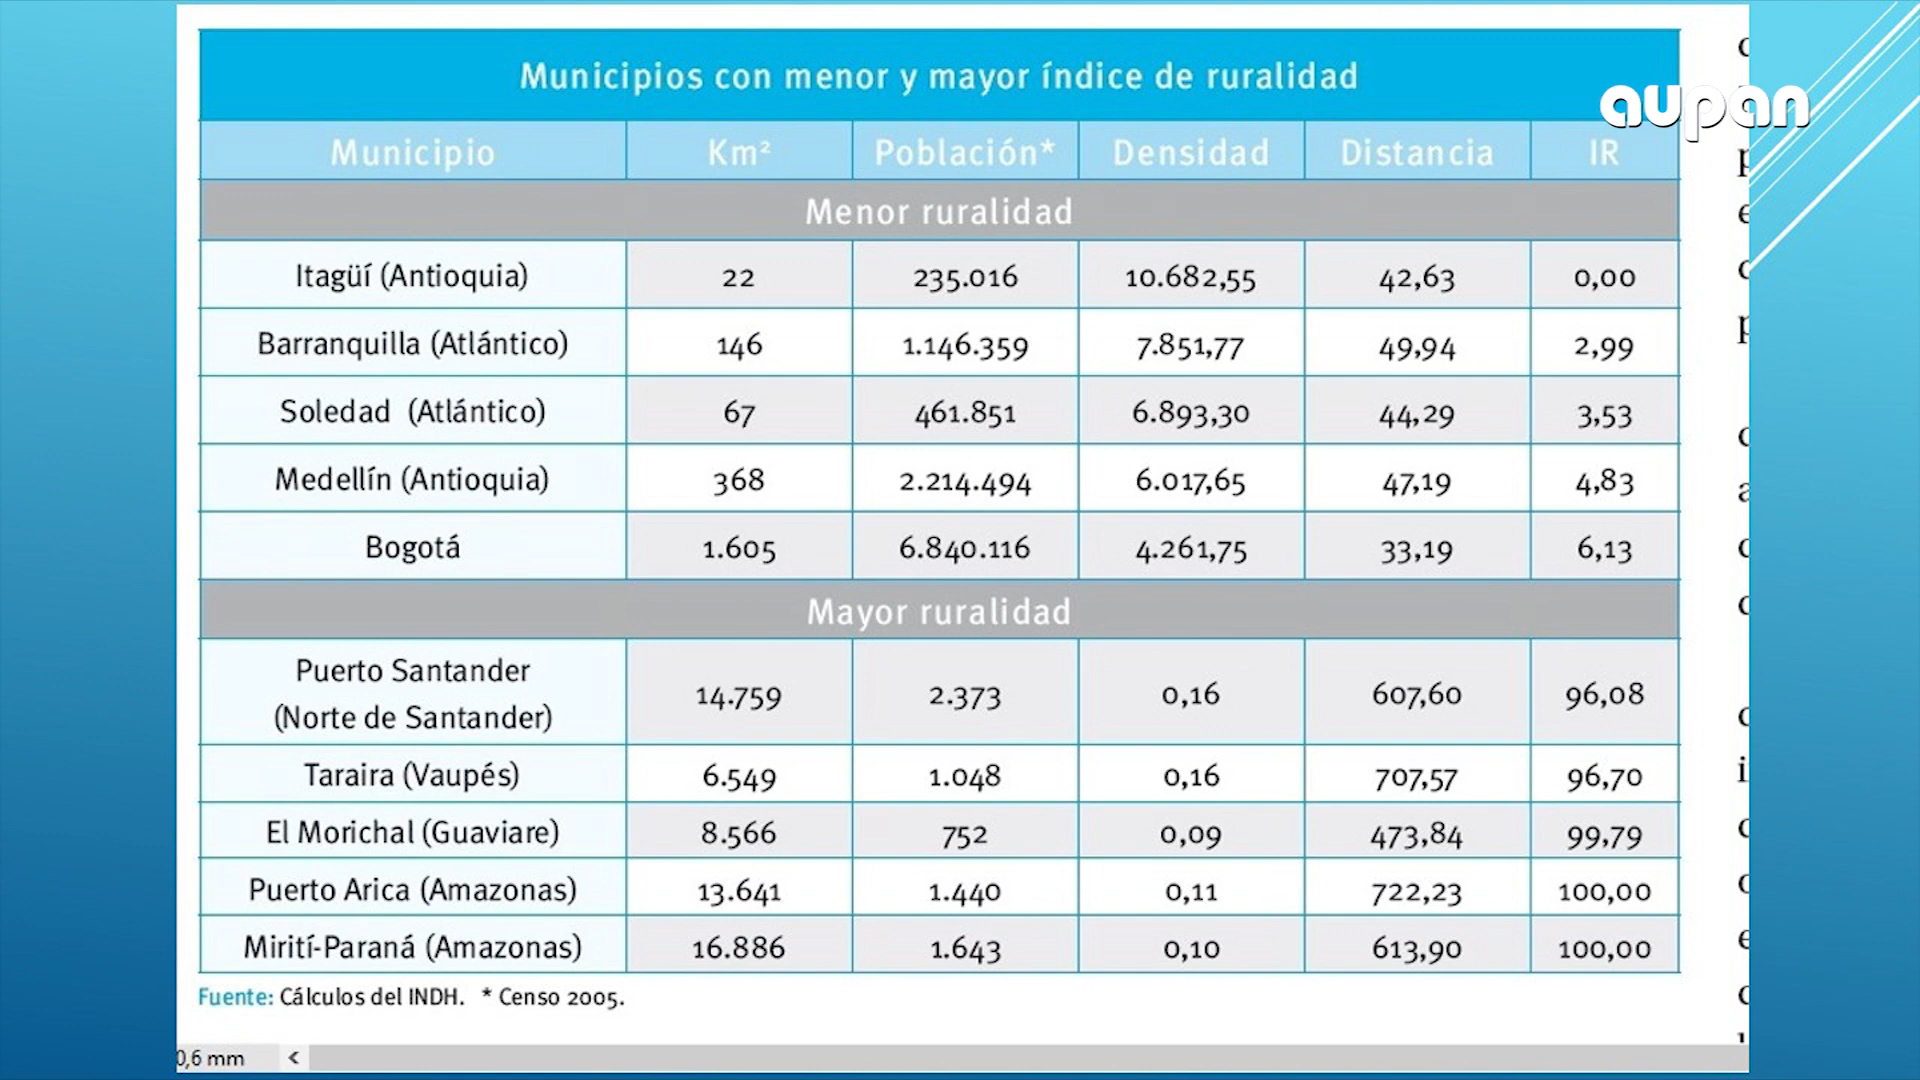 Municipios con menor y mayor índice de ruralidad
aupan
Municipio Km² Población* Densidad Distancia IR
Menor ruralidad
Itagüí (Antioquia) 22 235.016 10.682,55 42,63 0,00
Barranquilla (Atlántico) 146 1.146.359 7.851,77 49,94 2,99
Soledad (Atlántico) 67 461.851 6.893,30 44,29 3,53
Medellín (Antioquia) 368 2.214.494 6.017,65 47,19 4,83
Bogotá 1.605 6.840.116 4.261,75 33,19 6,13
Mayor ruralidad
Puerto Santander
(Norte de Santander) 14.759 2.373 0,16 607,60 96,08
Taraira (Vaupés) 6.549 1.048 0,16 707,57 96,70
El Morichal (Guaviare) 8.566 752 0,09 473,84 99,79
Puerto Arica (Amazonas) 13.641 1.440 0,11 722,23 100,00
Mirití-Paraná (Amazonas) 16.886 1.643 0,10 613,90 100,00
Fuente: Cálculos del INDH. * Censo 2005.
0,6 mm